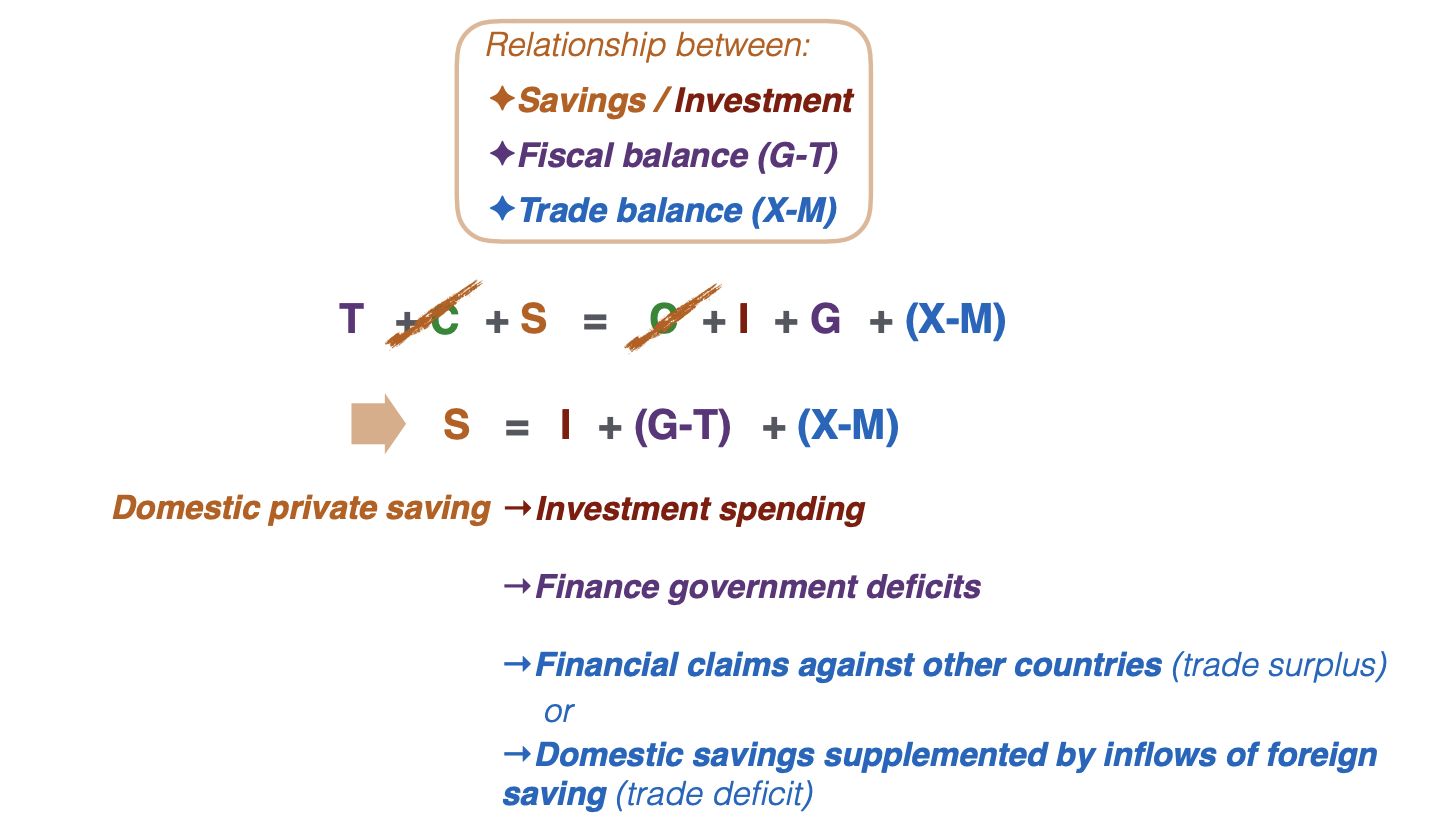 Relationship between:
✦Savings / Investment
✦Fiscal balance (G-T)
✦Trade balance (X-M)
T + C + S = C + I + G + (X-M)
S = I + (G-T) + (X-M)
Domestic private saving →Investment spending
→Finance government deficits
→Financial claims against other countries (trade surplus)
or
→Domestic savings supplemented by inflows of foreign
saving (trade deficit)